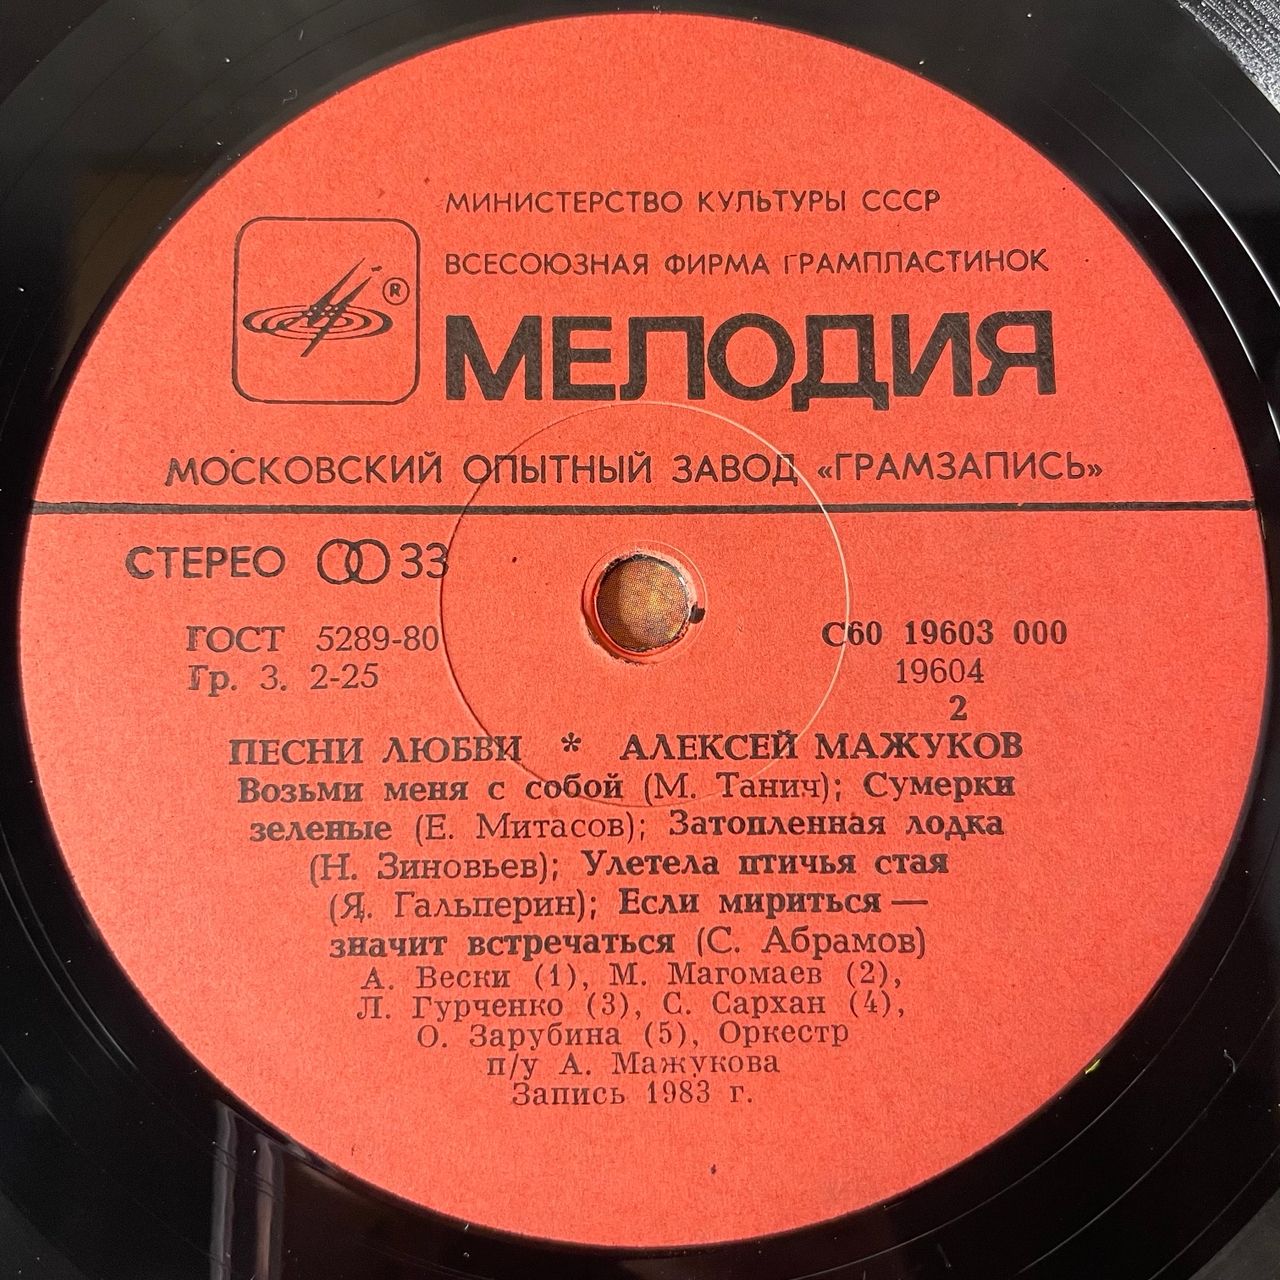 МИНИСТЕРСТВО КУЛЬТУРЫ СССР
ВСЕСОЮЗНАЯ ФИРМА ГРАМПЛАСТИНОК
®
МЕЛОДИЯ
МОСКОВСКИЙ ОПЫТНЫЙ ЗАВОД «ГРАМЗАПИСЬ»
СТЕРЕО 33
ГОСТ 5289-80
Гр. 3. 2-25
С60 19603 000
19604
2
ПЕСНИ ЛЮБВИ * АЛЕКСЕЙ МАЖУКОВ
Возьми меня с собой (М. Танич); Сумерки
зеленые (Е. Митасов); Затопленная лодка
(Н. Зиновьев); Улетела птичья стая
(Я. Гальперин); Если мириться —
значит встречаться (С. Абрамов)
А. Вески (1), М. Магомаев (2),
Л. Гурченко (3), С. Сархан (4),
О. Зарубина (5), Оркестр
п/у А. Мажукова
Запись 1983 г.